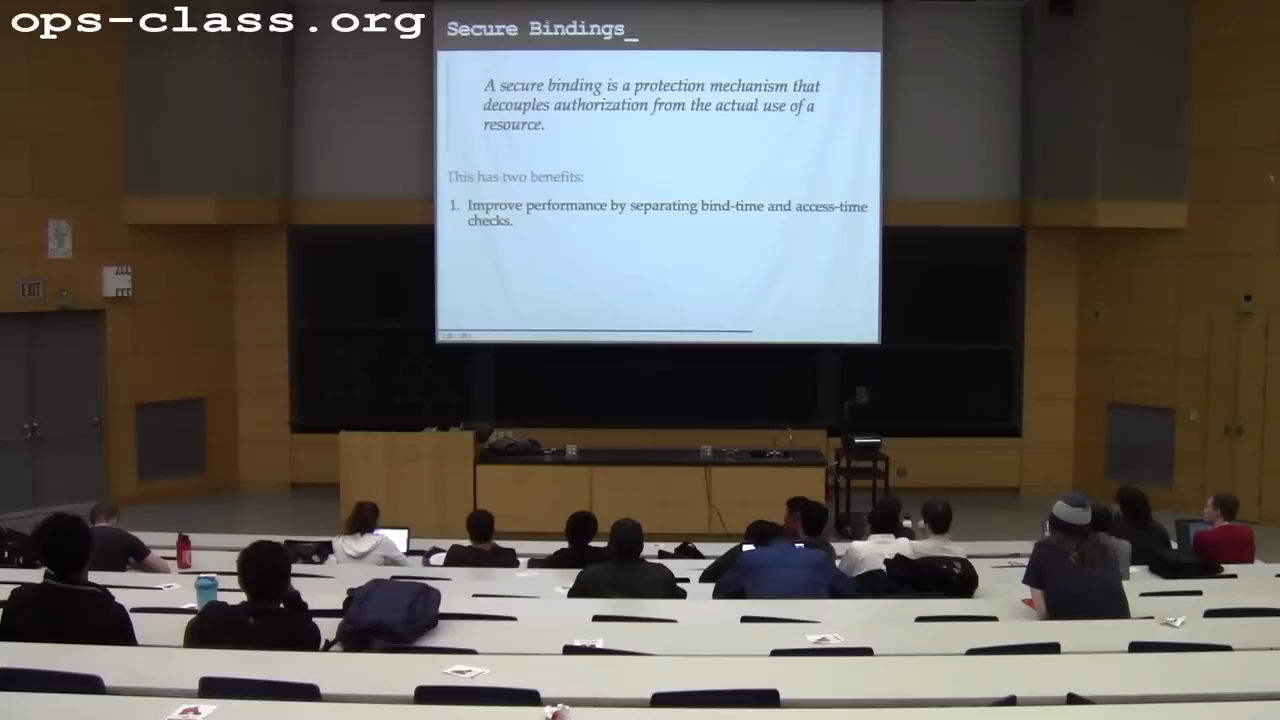 ops-class.org
Secure Bindings_
A secure binding is a protection mechanism that
decouples authorization from the actual use of a
resource.
This has two benefits:
1. Improve performance by separating bind-time and access-time
checks.
EXIT